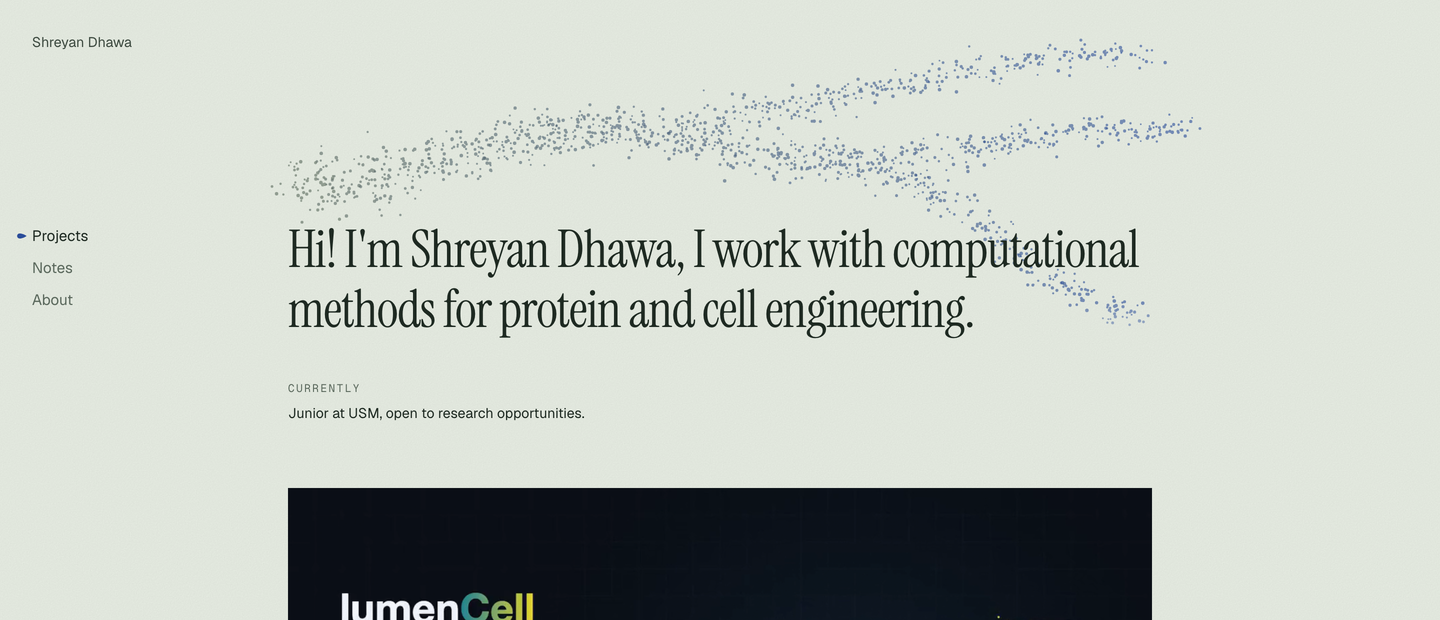 Shreyan Dhawa
Projects
Notes
About
Hi! I'm Shreyan Dhawa, I work with computational
methods for protein and cell engineering.
CURRENTLY
Junior at USM, open to research opportunities.
lumenCell